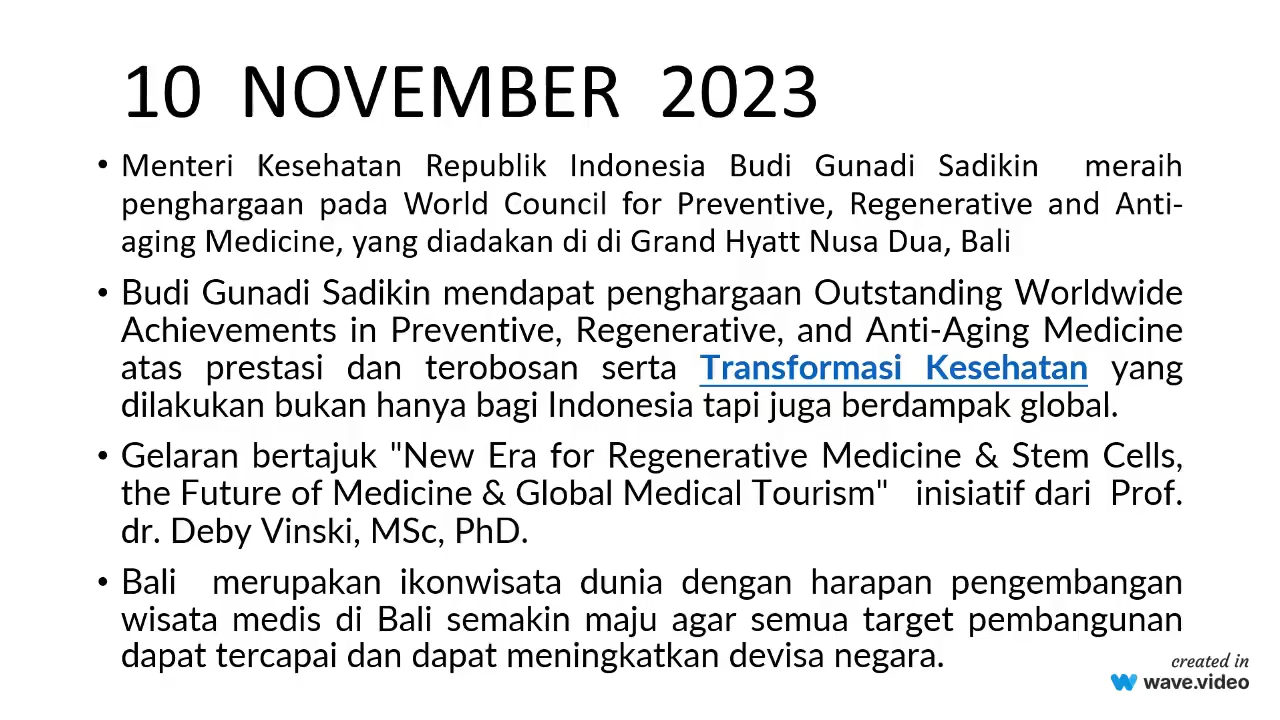 10 NOVEMBER 2023
• Menteri Kesehatan Republik Indonesia Budi Gunadi Sadikin meraih
penghargaan pada World Council for Preventive, Regenerative and Anti-
aging Medicine, yang diadakan di di Grand Hyatt Nusa Dua, Bali
• Budi Gunadi Sadikin mendapat penghargaan Outstanding Worldwide
Achievements in Preventive, Regenerative, and Anti-Aging Medicine
atas prestasi dan terobosan serta Transformasi Kesehatan yang
dilakukan bukan hanya bagi Indonesia tapi juga berdampak global.
• Gelaran bertajuk "New Era for Regenerative Medicine & Stem Cells,
the Future of Medicine & Global Medical Tourism" inisiatif dari Prof.
dr. Deby Vinski, MSc, PhD.
• Bali merupakan ikonwisata dunia dengan harapan pengembangan
wisata medis di Bali semakin maju agar semua target pembangunan
dapat tercapai dan dapat meningkatkan devisa negara.
created in
wave.video